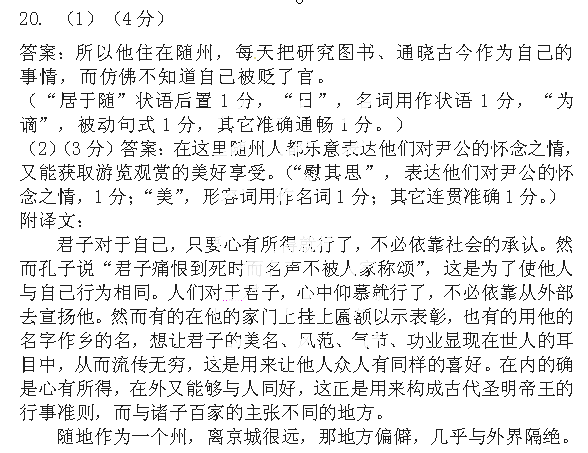 20. （1）（4分）
答案：所以他住在随州，每天把研究图书、通晓古今作为自己的
事情，而仿佛不知道自己被贬了官。
（“居于随”状语后置1分，“日”，名词用作状语1分，“为
谪”，被动句式1分，其它准确通畅1分。）
（2）（3分）答案：在这里随州人都乐意表达他们对尹公的怀念之情，
又能获取游览观赏的美好享受。（“慰其思”，表达他们对尹公的怀
念之情，1分；“美”，形容词用作名词1分；其它连贯准确1分。）
附译文：
君子对于自己，只要心有所得就行了，不必依靠社会的承认。然
而孔子说“君子痛恨到死时而名声不被人家称颂”，这是为了使他人
与自己行为相同。人们对于君子，心中仰慕就行了，不必依靠从外部
去宣扬他。然而有的在他的家门上挂上匾额以示表彰，也有的用他的
名字作乡的名，想让君子的美名、风范、气节、功业显现在世人的耳
目中，从而流传无穷，这是用来让他人众人有同样的喜好。在内的确
是心有所得，在外又能够与人同好，这正是用来构成古代圣明帝王的
行事准则，而与诸子百家的主张不同的地方。
随地作为一个州，离京城很远，那地方偏僻，几乎与外界隔绝。